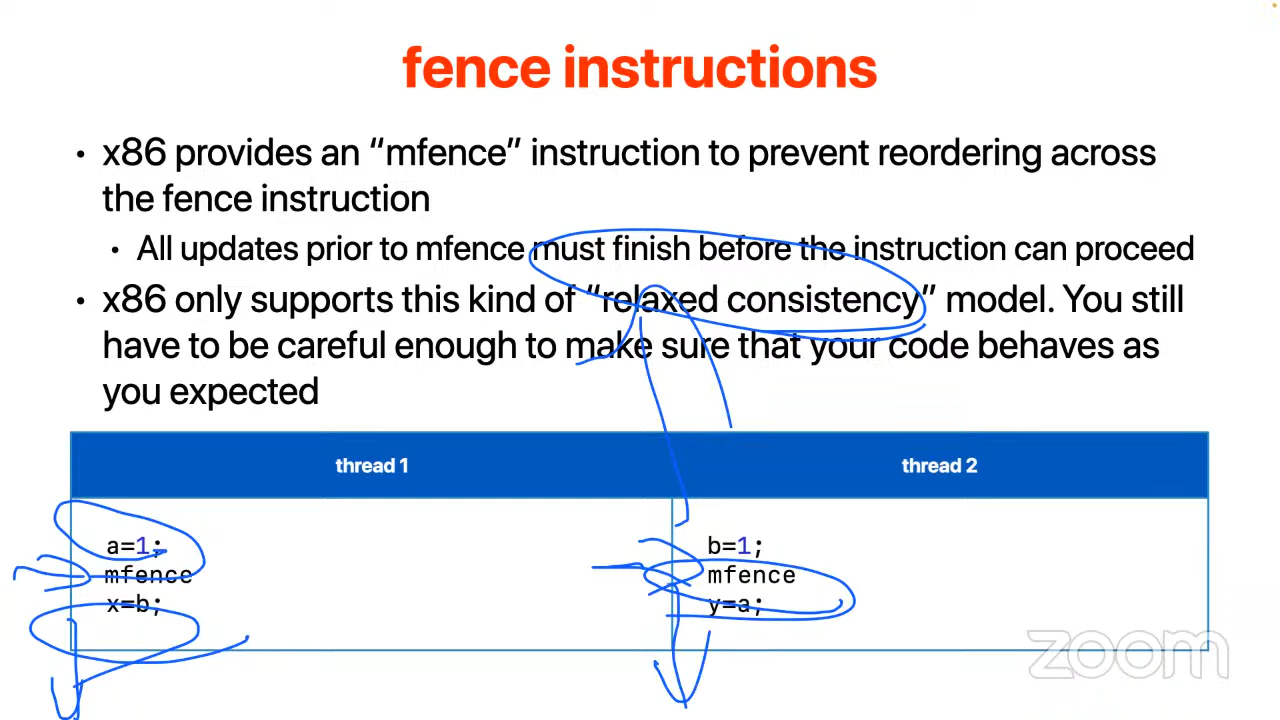 fence instructions
• x86 provides an “mfence” instruction to prevent reordering across
the fence instruction
• All updates prior to mfence must finish before the instruction can proceed
• x86 only supports this kind of “relaxed consistency” model. You still
have to be careful enough to make sure that your code behaves as
you expected
thread 1
thread 2
a=1;
mfence
x=b;
b=1;
mfence
y=a;
zoom